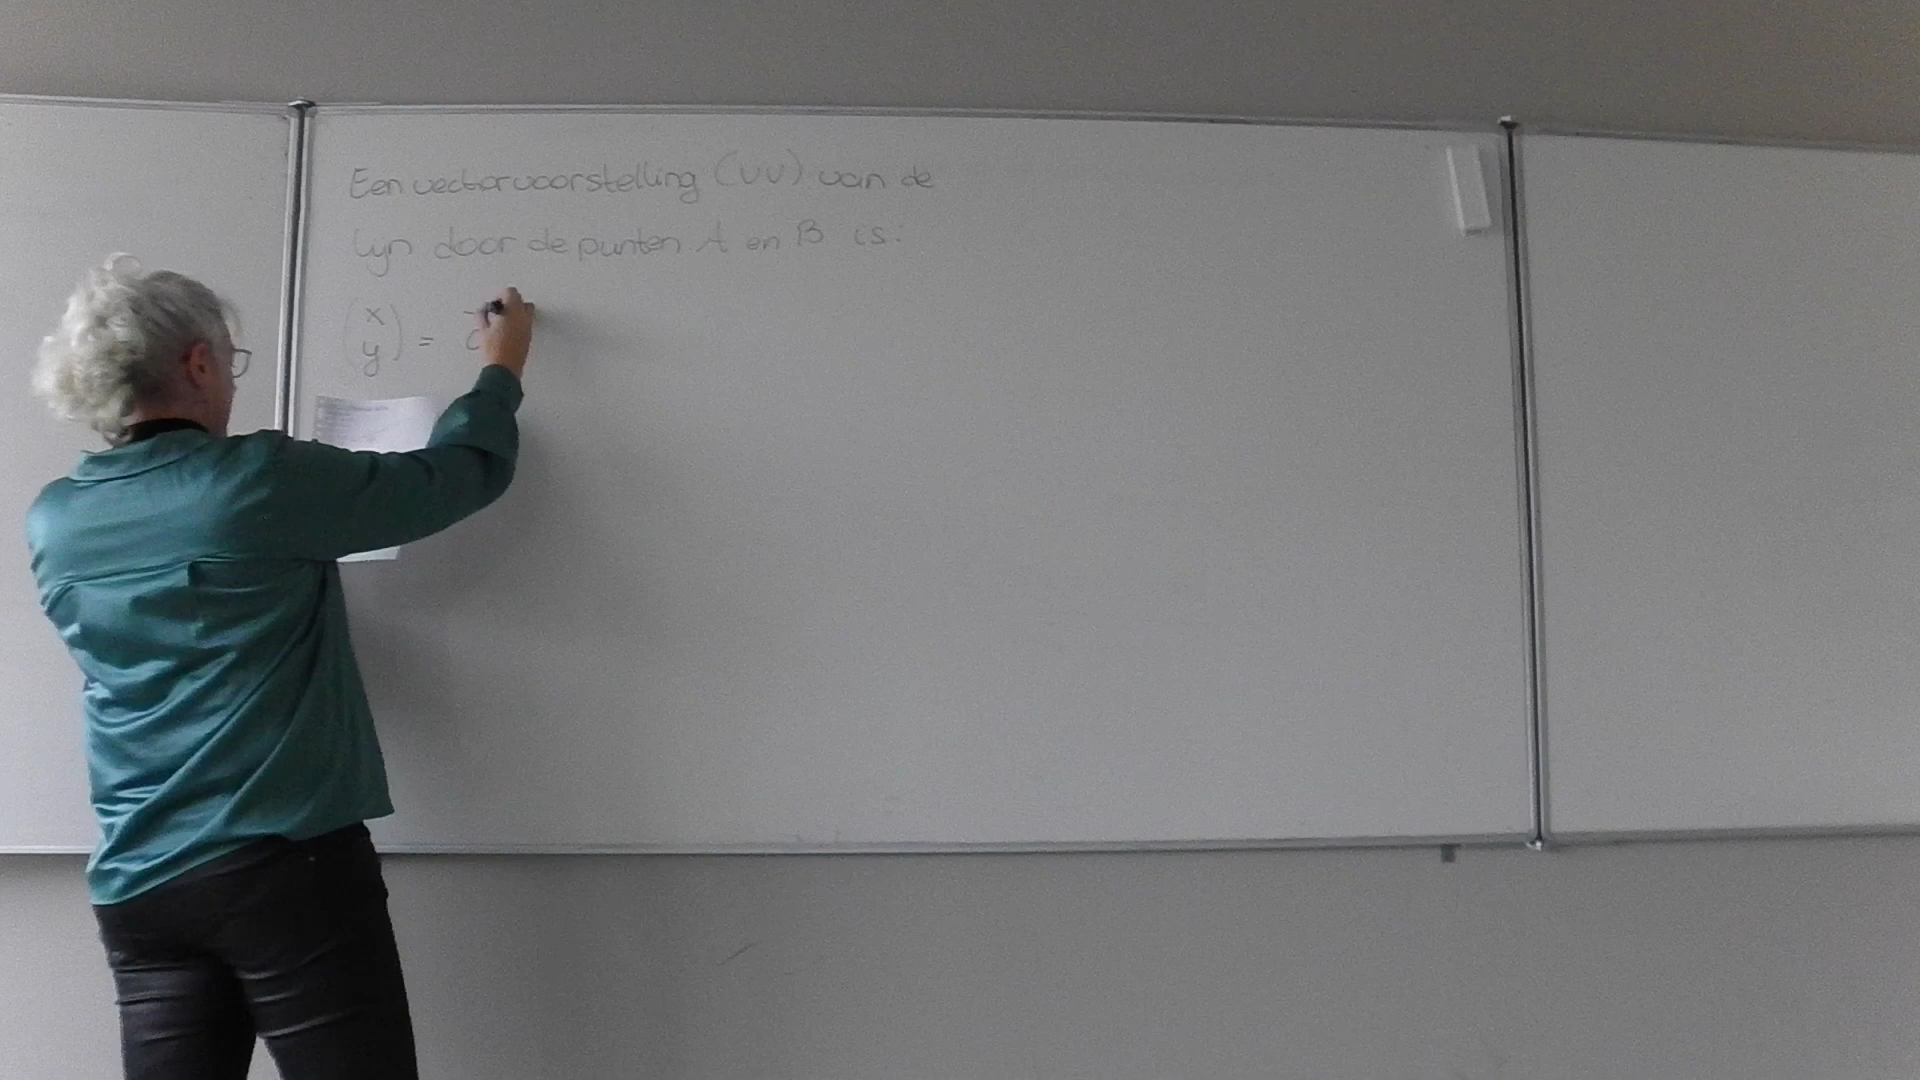 Een vectorvoorstelling (VV) van de
lijn door de punten A en B is:
(x
y) =